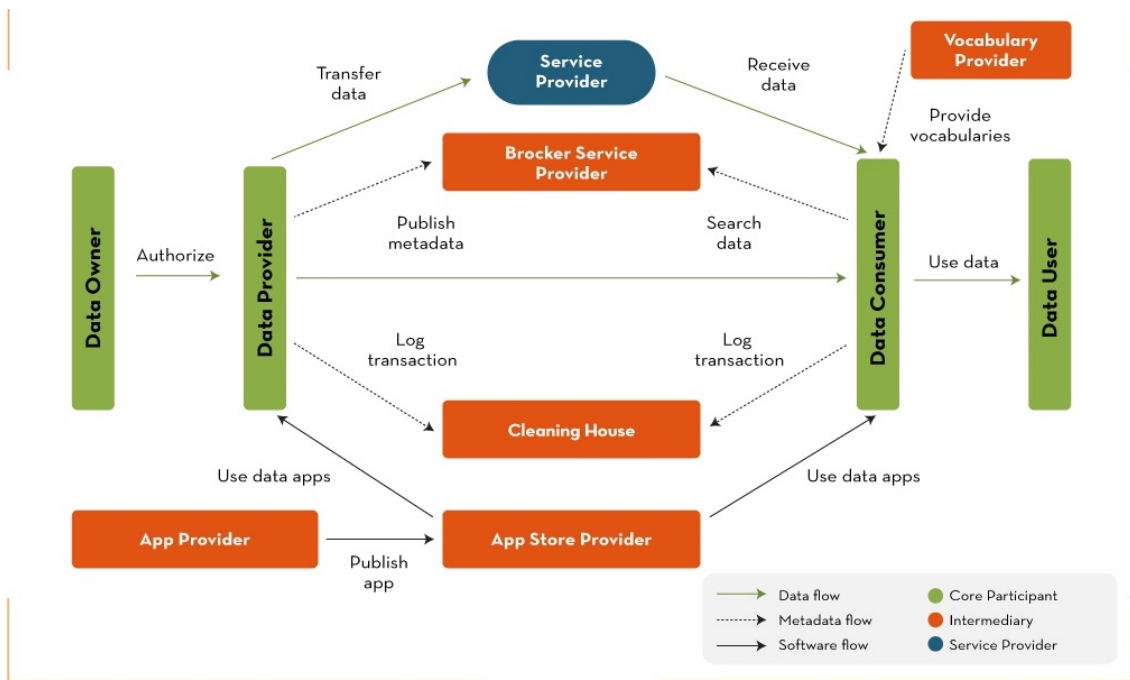 Service
Provider
Vocabulary
Provider
Transfer
data
Receive
data
Provide
vocabularies
Brocker Service
Provider
Publish
metadata
Search
data
Data Owner
Authorize
Data Provider
Data Consumer
Use data
Data User
Log
transaction
Log
transaction
Cleaning House
Use data apps
Use data apps
App Provider
Publish
app
App Store Provider
Data flow
Core Participant
Metadata flow
Intermediary
Software flow
Service Provider